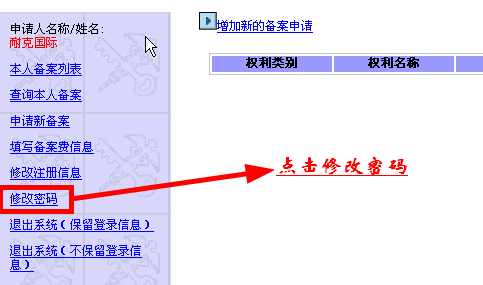 申请人名称/姓名:
耐克国际
本人备案列表
查询本人备案
申请新备案
填写备案费信息
修改注册信息
修改密码
退出系统（保留登录信息）
退出系统（不保留登录信
息）
增加新的备案申请
权利类别 权利名称
点击修改密码